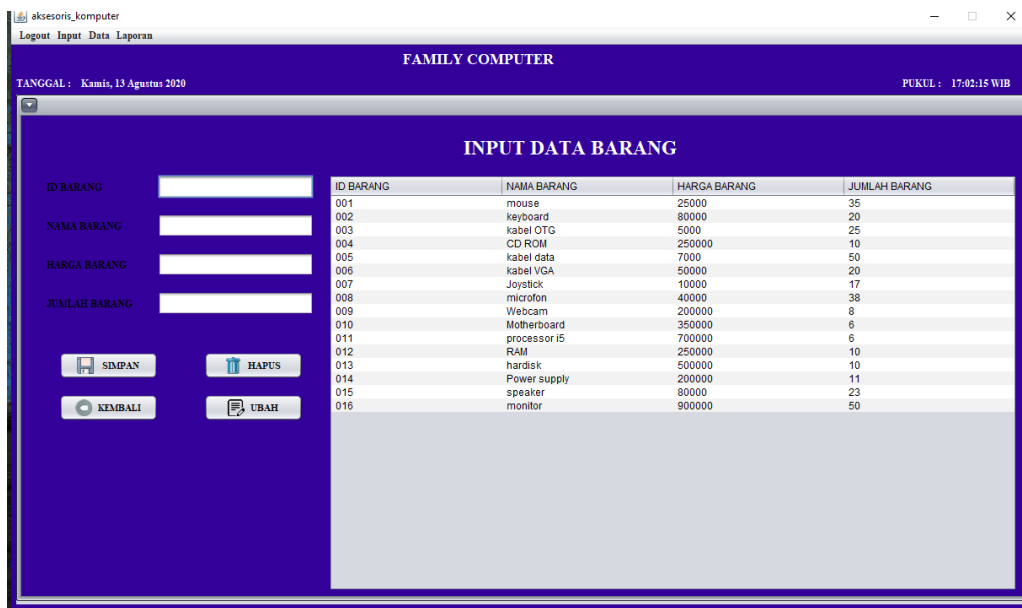 aksesoris_komputer
Logout Input Data Laporan
FAMILY COMPUTER
TANGGAL : Kamis, 13 Agustus 2020 PUKUL : 17:02:15 WIB
INPUT DATA BARANG
ID BARANG
NAMA BARANG
HARGA BARANG
JUMLAH BARANG
SIMPAN HAPUS
KEMBALI UBAH
ID BARANG NAMA BARANG HARGA BARANG JUMLAH BARANG
001 mouse 25000 35
002 keyboard 80000 20
003 kabel OTG 5000 25
004 CD ROM 250000 10
005 kabel data 7000 50
006 kabel VGA 50000 20
007 Joystick 10000 17
008 microfon 40000 38
009 Webcam 200000 8
010 Motherboard 350000 6
011 processor i5 700000 6
012 RAM 250000 10
013 hardisk 500000 10
014 Power supply 200000 11
015 speaker 80000 23
016 monitor 900000 50